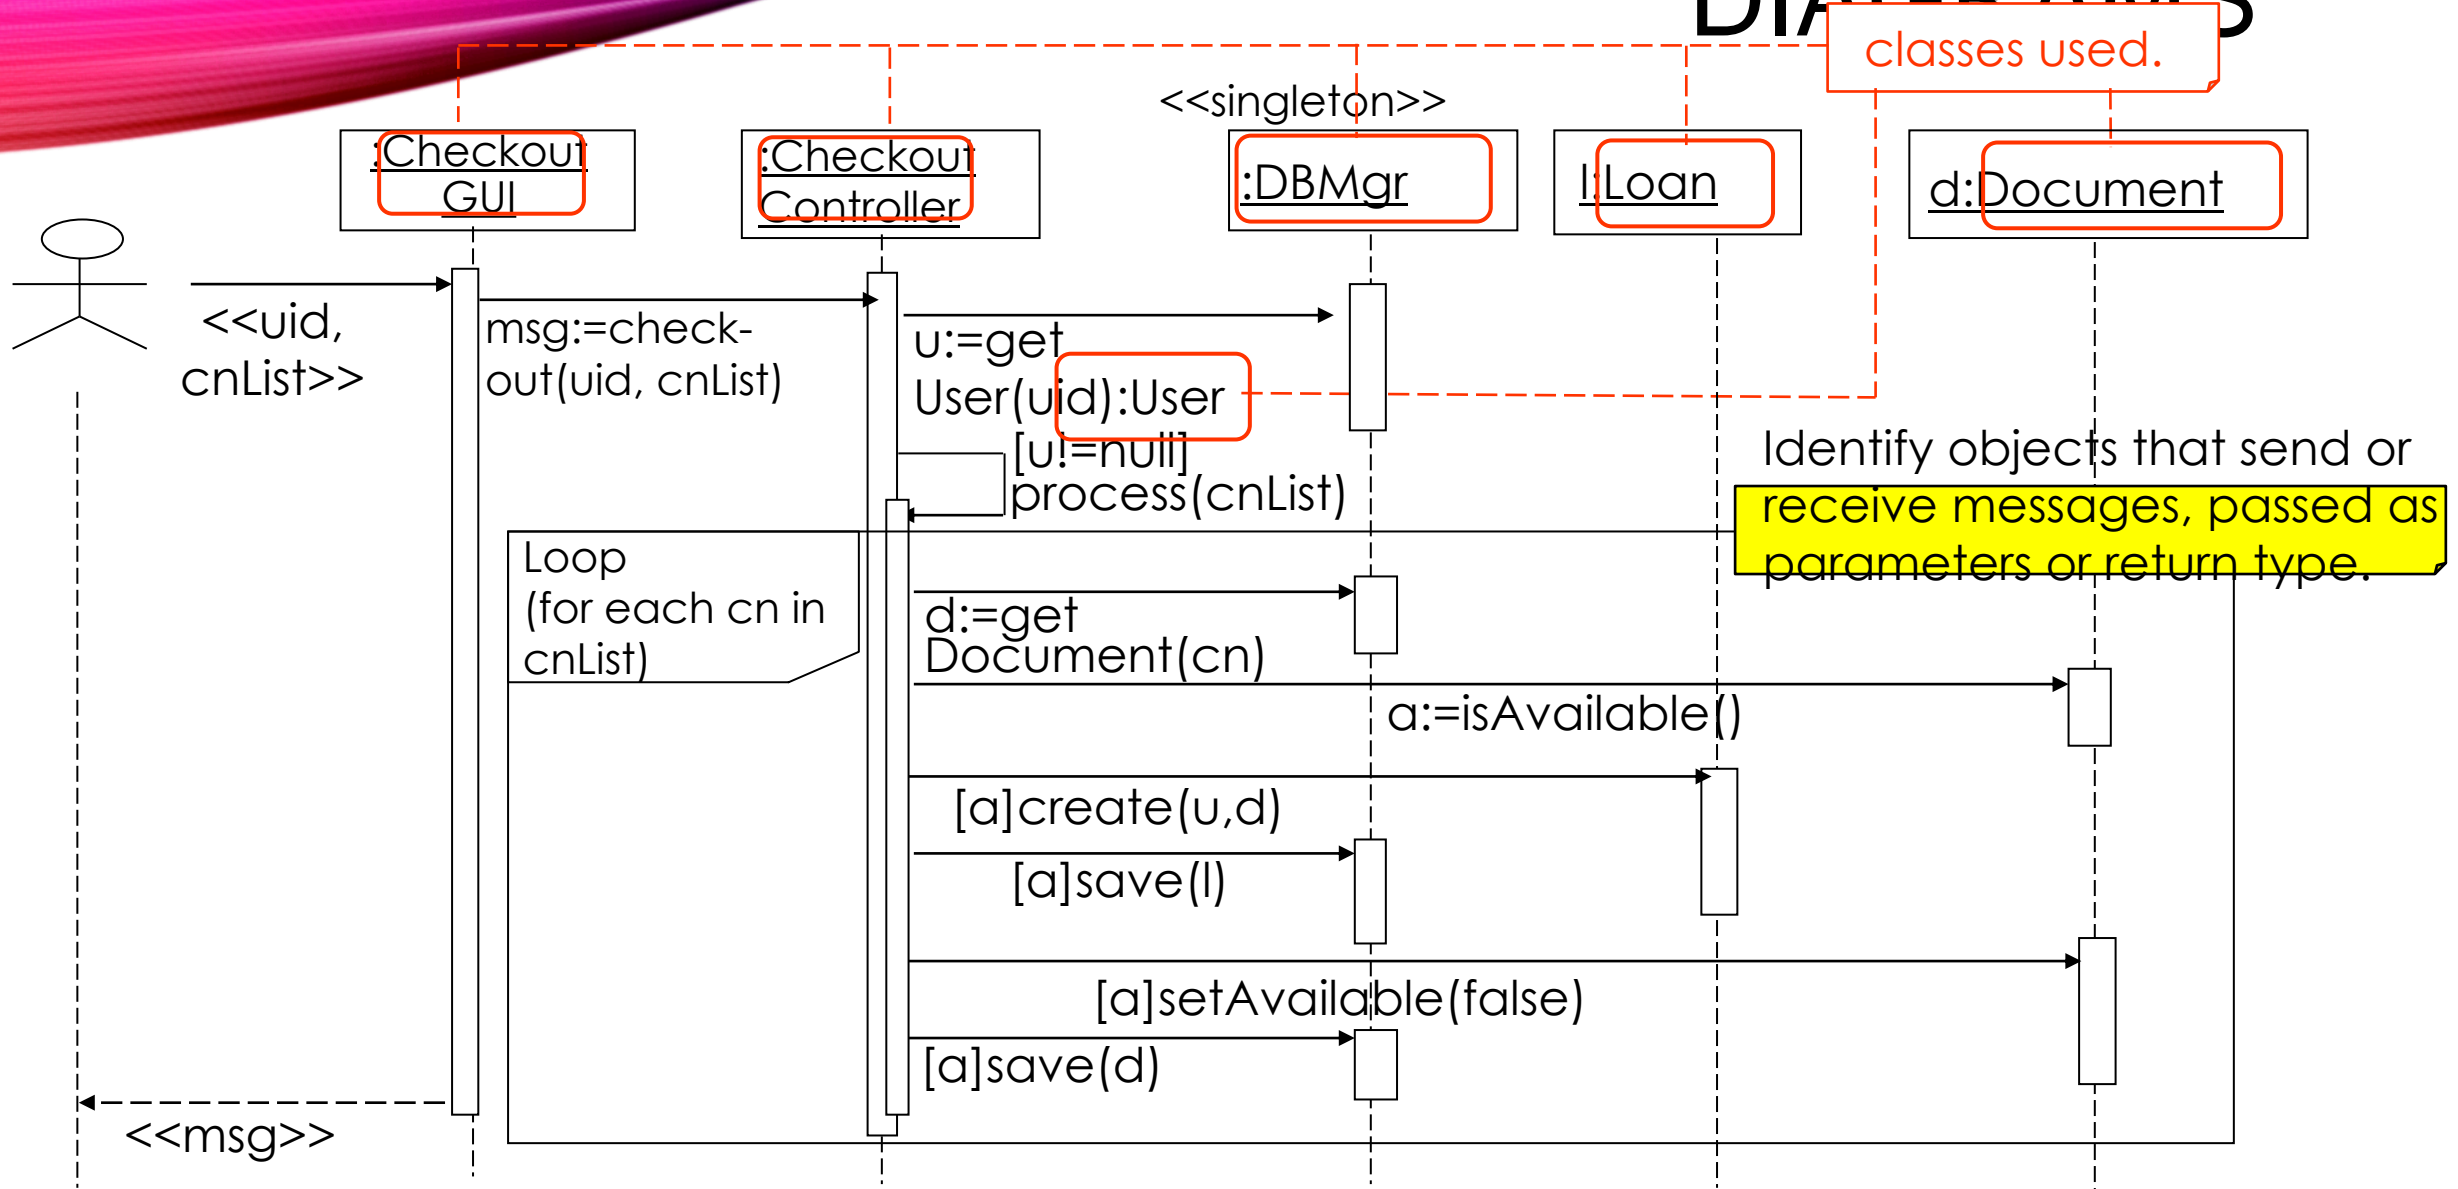 classes used.
<<singleton>>
:Checkout
GUI
:Checkout
Controller
:DBMgr
l:Loan
d:Document
<<uid,
cnList>>
msg:=check-
out(uid, cnList)
u:=get
User(uid):User
[u!=null]
process(cnList)
Identify objects that send or
receive messages, passed as
parameters or return type.
Loop
(for each cn in
cnList)
d:=get
Document(cn)
a:=isAvailable()
[a]create(u,d)
[a]save(l)
[a]setAvailable(false)
[a]save(d)
<<msg>>